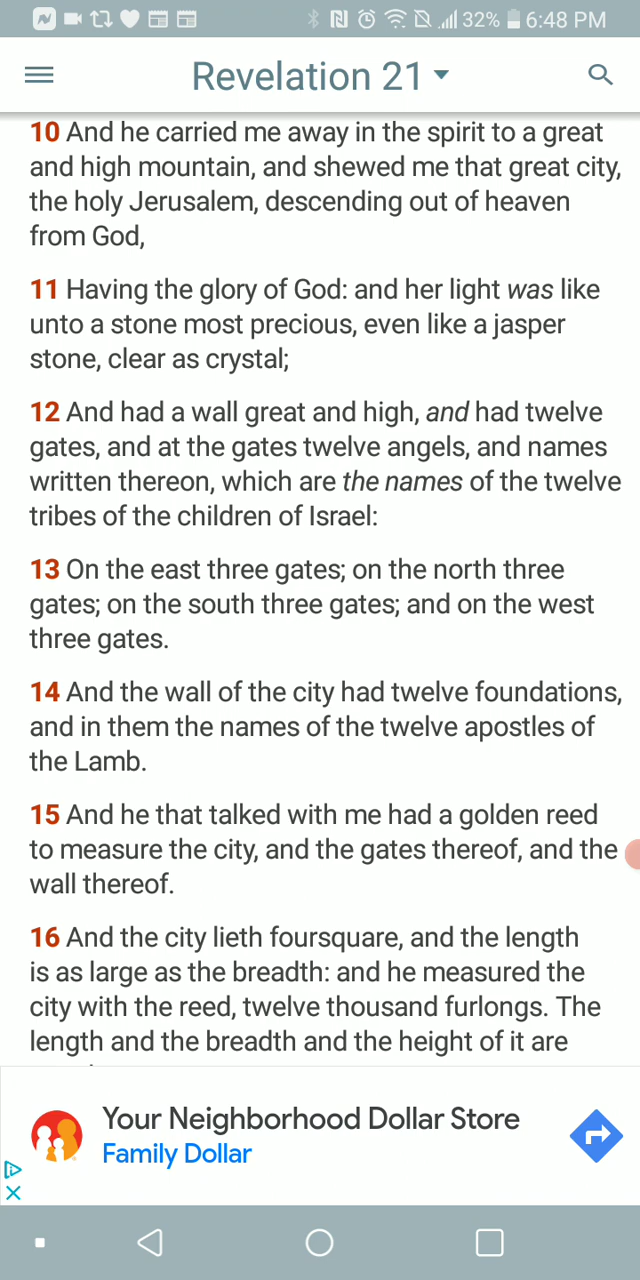 32% 6:48 PM
Revelation 21
10 And he carried me away in the spirit to a great
and high mountain, and shewed me that great city,
the holy Jerusalem, descending out of heaven
from God,
11 Having the glory of God: and her light was like
unto a stone most precious, even like a jasper
stone, clear as crystal;
12 And had a wall great and high, and had twelve
gates, and at the gates twelve angels, and names
written thereon, which are the names of the twelve
tribes of the children of Israel:
13 On the east three gates; on the north three
gates; on the south three gates; and on the west
three gates.
14 And the wall of the city had twelve foundations,
and in them the names of the twelve apostles of
the Lamb.
15 And he that talked with me had a golden reed
to measure the city, and the gates thereof, and the
wall thereof.
16 And the city lieth foursquare, and the length
is as large as the breadth: and he measured the
city with the reed, twelve thousand furlongs. The
length and the breadth and the height of it are
Your Neighborhood Dollar Store
Family Dollar